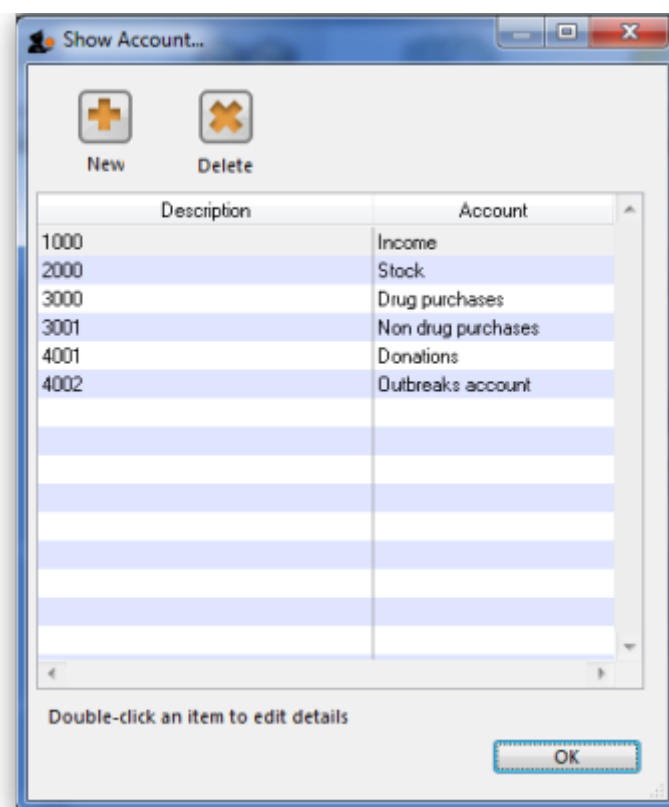 Show Account...
New Delete
Description Account
1000 Income
2000 Stock
3000 Drug purchases
3001 Non drug purchases
4001 Donations
4002 Outbreaks account
Double-click an item to edit details
OK